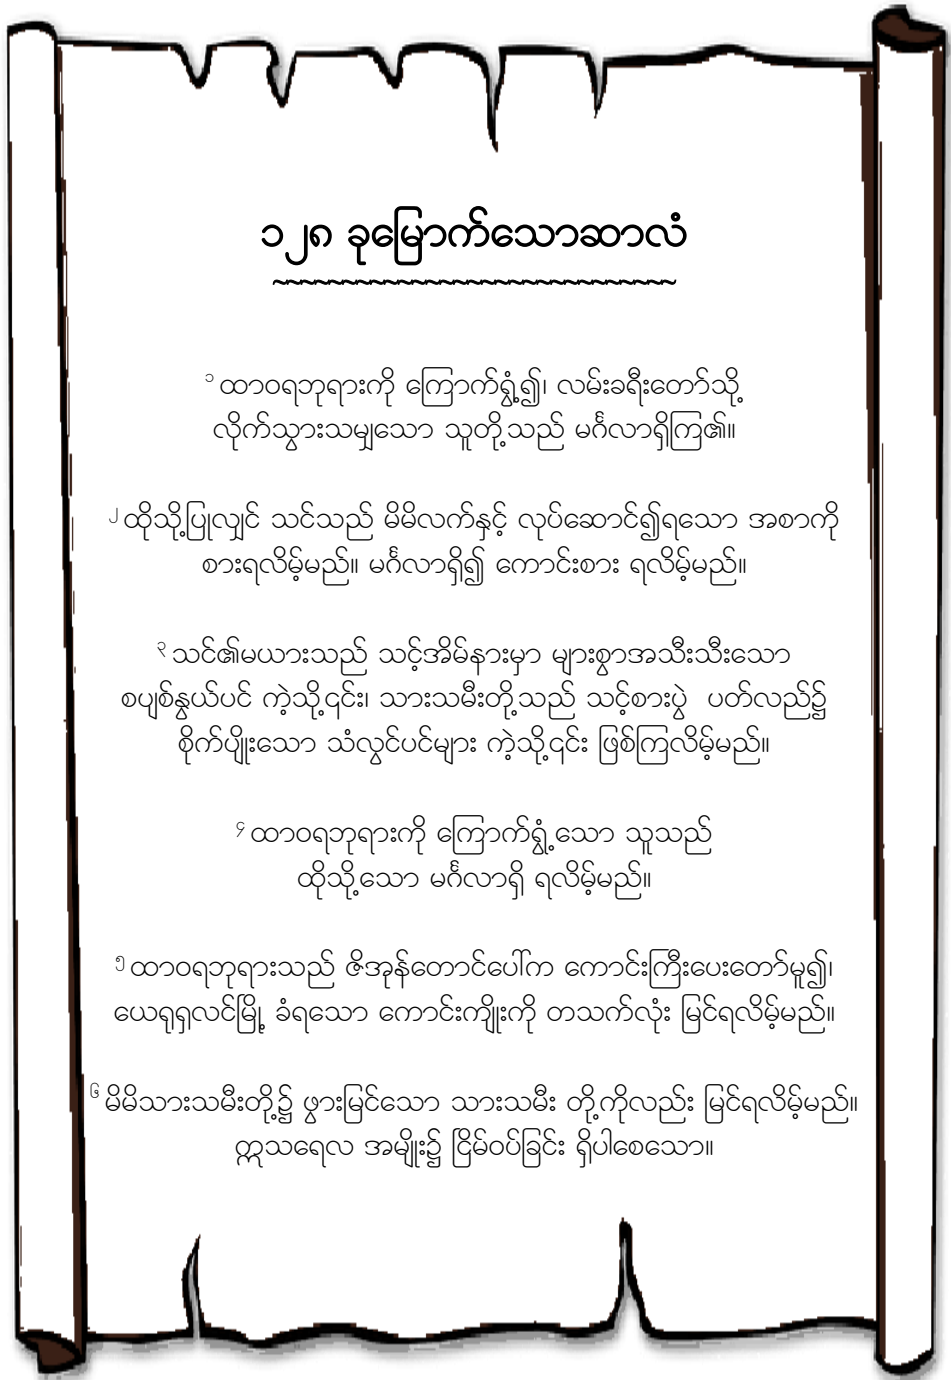 ၁၂၈ ခုမြောက်သောဆာလံ
~~~~~~~~~~~~~~~~~~~~~~~~~~~~~
၁ ထာဝရဘုရားကို ကြောက်ရွံ့၍၊ လမ်းခရီးတော်သို့
လိုက်သွားသမျှသော သူတို့သည် မင်္ဂလာရှိကြ၏။
၂ ထိုသို့ပြုလျှင် သင်သည် မိမိလက်နှင့် လုပ်ဆောင်၍ရသော အစာကို
စားရလိမ့်မည်။ မင်္ဂလာရှိ၍ ကောင်းစား ရလိမ့်မည်။
၃ သင်၏မယားသည် သင့်အိမ်နားမှာ များစွာအသီးသီးသော
စပျစ်နွယ်ပင် ကဲ့သို့၎င်း၊ သားသမီးတို့သည် သင့်စားပွဲ ပတ်လည်၌
စိုက်ပျိုးသော သံလွင်ပင်များ ကဲ့သို့၎င်း ဖြစ်ကြလိမ့်မည်။
၄ ထာဝရဘုရားကို ကြောက်ရွံ့သော သူသည်
ထိုသို့သော မင်္ဂလာရှိ ရလိမ့်မည်။
၅ ထာဝရဘုရားသည် ဇိအုန်တောင်ပေါ်က ကောင်းကြီးပေးတော်မူ၍၊
ယေရုရှလင်မြို့ ခံရသော ကောင်းကျိုးကို တသက်လုံး မြင်ရလိမ့်မည်။
၆ မိမိသားသမီးတို့၌ ဖွားမြင်သော သားသမီး တို့ကိုလည်း မြင်ရလိမ့်မည်။
ဣသရေလ အမျိုး၌ ငြိမ်ဝပ်ခြင်း ရှိပါစေသော။